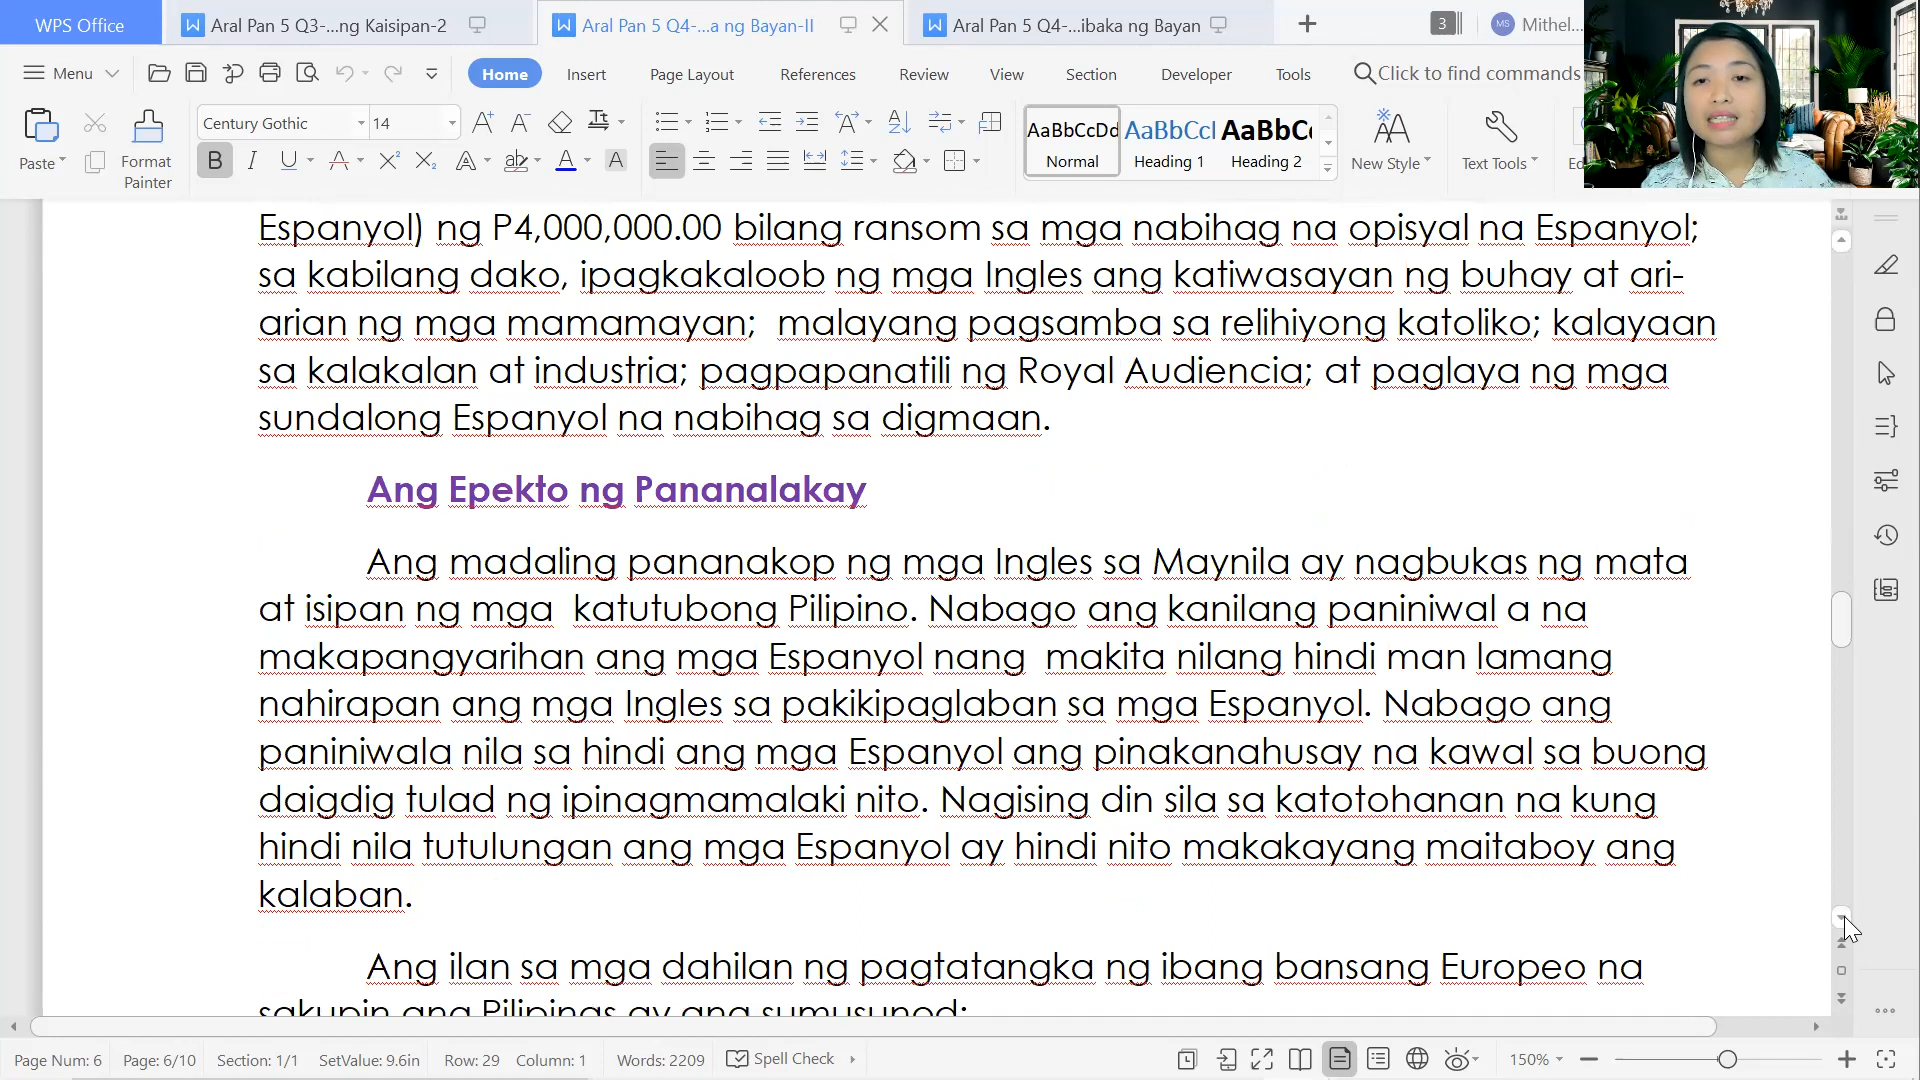 WPS Office
Aral Pan 5 Q3-...ng Kaisipan-2
Aral Pan 5 Q4-...a ng Bayan-II
Aral Pan 5 Q4-...ibaka ng Bayan
3
MS
Mithel...
Menu
Home
Insert
Page Layout
References
Review
View
Section
Developer
Tools
Click to find commands
Paste
Format
Painter
Century Gothic
14
AaBbCcDd
Normal
AaBbCcl
Heading 1
AaBbCc
Heading 2
New Style
Text Tools
Espanyol) ng P4,000,000.00 bilang ransom sa mga nabihag na opisyal na Espanyol;
sa kabilang dako, ipagkakaloob ng mga Ingles ang katiwasayan ng buhay at ari-
arian ng mga mamamayan; malayang pagsamba sa relihiyong katoliko; kalayaan
sa kalakalan at industria; pagpapanatili ng Royal Audiencia; at paglaya ng mga
sundalong Espanyol na nabihag sa digmaan.
Ang Epekto ng Pananalakay
Ang madaling pananakop ng mga Ingles sa Maynila ay nagbukas ng mata
at isipan ng mga katutubong Pilipino. Nabago ang kanilang paniniwal a na
makapangyarihan ang mga Espanyol nang makita nilang hindi man lamang
nahirapan ang mga Ingles sa pakikipaglaban sa mga Espanyol. Nabago ang
paniniwala nila sa hindi ang mga Espanyol ang pinakanahusay na kawal sa buong
daigdig tulad ng ipinagmamalaki nito. Nagising din sila sa katotohanan na kung
hindi nila tutulungan ang mga Espanyol ay hindi nito makakayang maitaboy ang
kalaban.
Ang ilan sa mga dahilan ng pagtatangka ng ibang bansang Europeo na
sakupin ang Pilipinas ay ang sumusunod:
Page Num: 6
Page: 6/10
Section: 1/1
SetValue: 9.6in
Row: 29
Column: 1
Words: 2209
Spell Check
150%